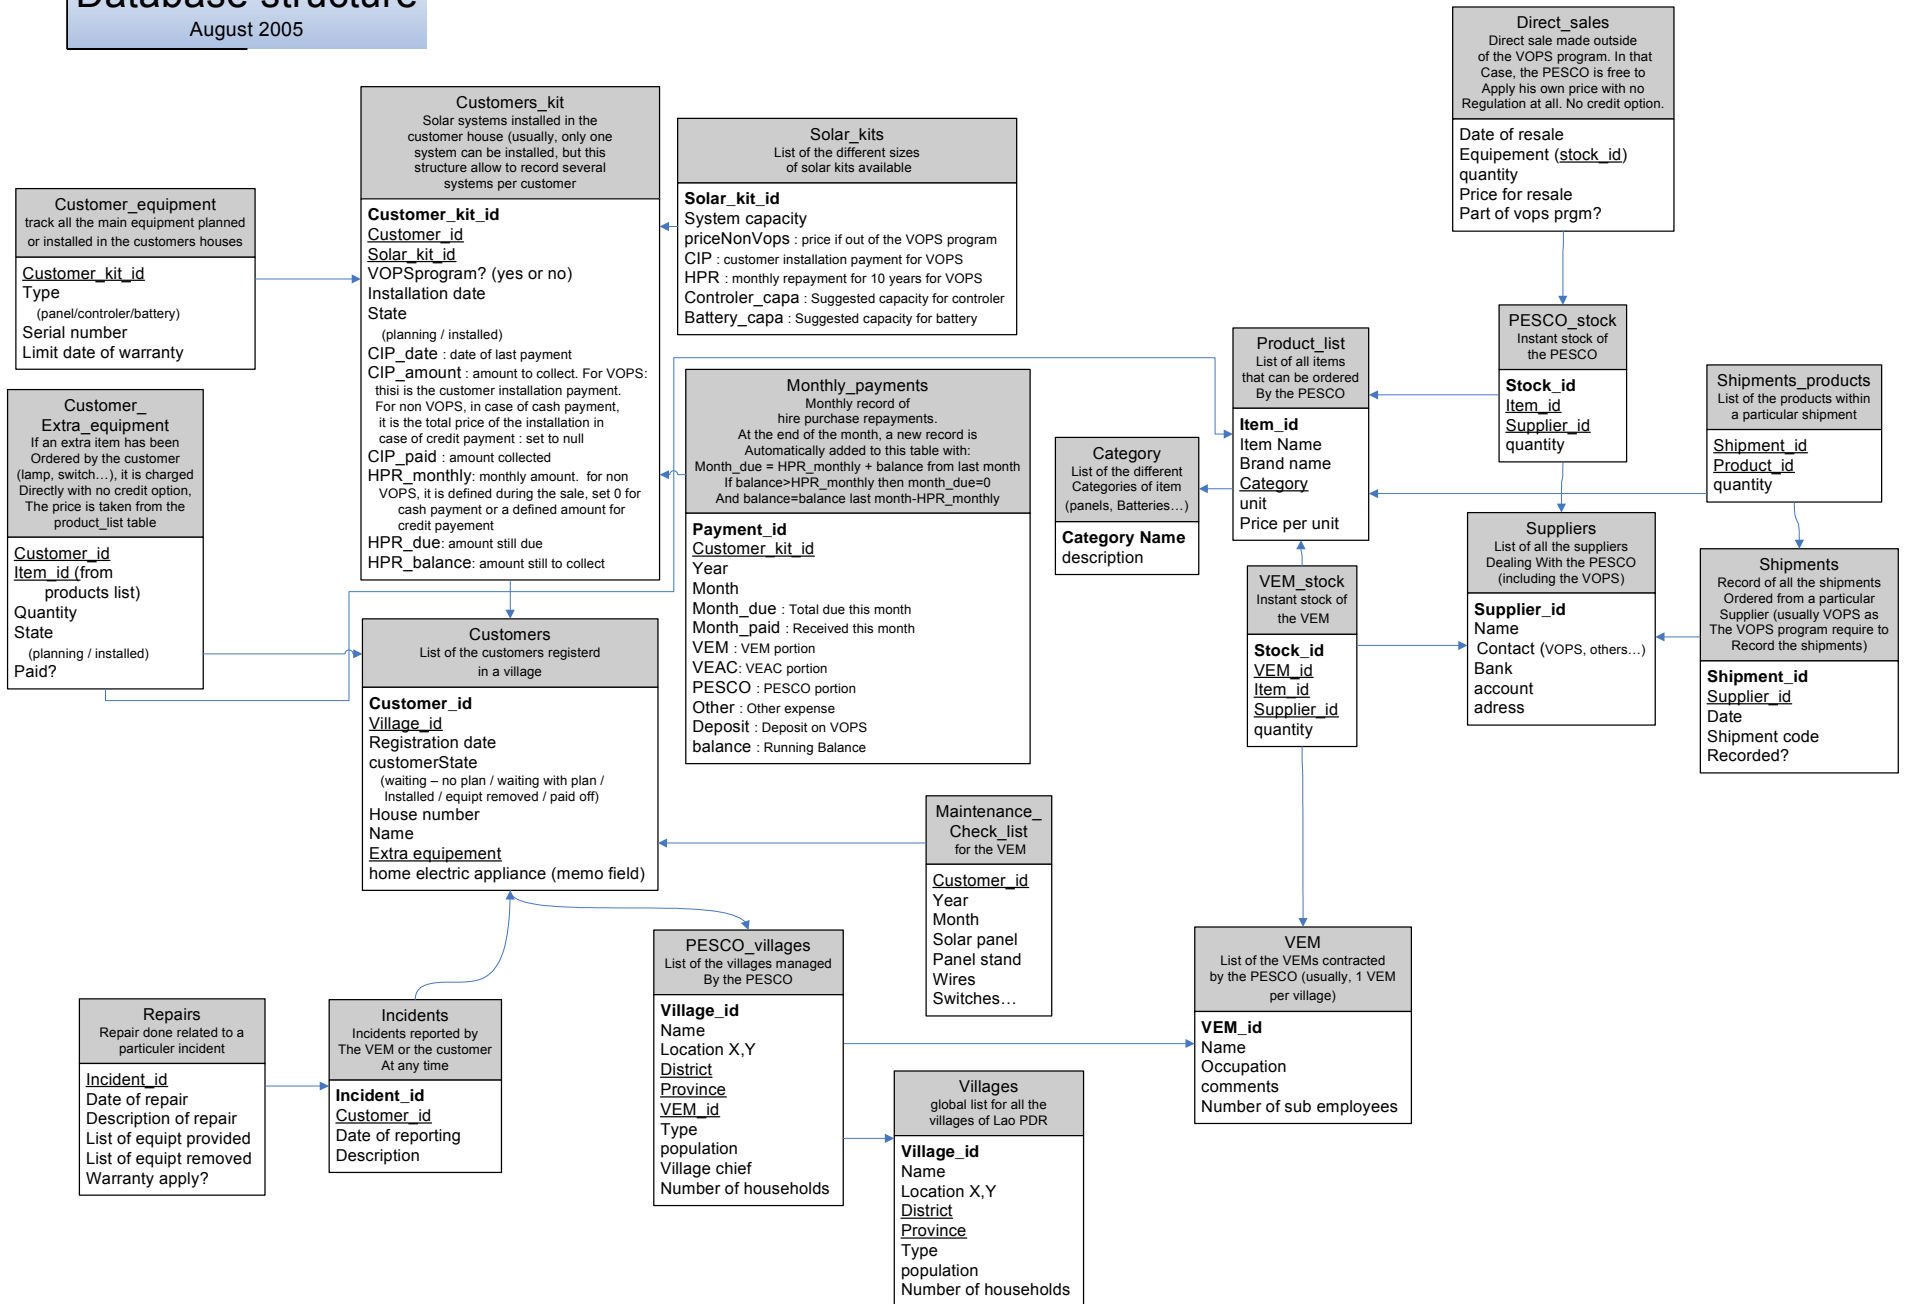 Database structure
August 2005
Direct_sales
Direct sale made outside
of the VOPS program. In that
Case, the PESCO is free to
Apply his own price with no
Regulation at all. No credit option.
Date of resale
Equipement (stock_id)
quantity
Price for resale
Part of vops prgm?
Customers_kit
Solar systems installed in the
customer house (usually, only one
system can be installed, but this
structure allow to record several
systems per customer
Customer_kit_id
Customer_id
Solar_kit_id
VOPSprogram? (yes or no)
Installation date
State
(planning / installed)
CIP_date : date of last payment
CIP_amount : amount to collect. For VOPS:
thisi is the customer installation payment.
For non VOPS, in case of cash payment,
it is the total price of the installation in
case of credit payment : set to null
CIP_paid : amount collected
HPR_monthly: monthly amount. for non
VOPS, it is defined during the sale, set 0 for
cash payment or a defined amount for
credit payement
HPR_due: amount still due
HPR_balance: amount still to collect
Solar_kits
List of the different sizes
of solar kits available
Solar_kit_id
System capacity
priceNonVops : price if out of the VOPS program
CIP : customer installation payment for VOPS
HPR : monthly repayment for 10 years for VOPS
Controler_capa : Suggested capacity for controler
Battery_capa : Suggested capacity for battery
Customer_equipment
track all the main equipment planned
or installed in the customers houses
Customer_kit_id
Type
(panel/controler/battery)
Serial number
Limit date of warranty
Customer_
Extra_equipment
If an extra item has been
Ordered by the customer
(lamp, switch…), it is charged
Directly with no credit option,
The price is taken from the
product_list table
Customer_id
Item_id (from
products list)
Quantity
State
(planning / installed)
Paid?
Monthly_payments
Monthly record of
hire purchase repayments.
At the end of the month, a new record is
Automatically added to this table with:
Month_due = HPR_monthly + balance from last month
If balance>HPR_monthly then month_due=0
And balance=balance last month-HPR_monthly
Payment_id
Customer_kit_id
Year
Month
Month_due : Total due this month
Month_paid : Received this month
VEM : VEM portion
VEAC: VEAC portion
PESCO : PESCO portion
Other : Other expense
Deposit : Deposit on VOPS
balance : Running Balance
Category
List of the different
Categories of item
(panels, Batteries…)
Category Name
description
Product_list
List of all items
that can be ordered
By the PESCO
Item_id
Item Name
Brand name
Category
unit
Price per unit
PESCO_stock
Instant stock of
the PESCO
Stock_id
Item_id
Supplier_id
quantity
Shipments_products
List of the products within
a particular shipment
Shipment_id
Product_id
quantity
VEM_stock
Instant stock of
the VEM
Stock_id
VEM_id
Item_id
Supplier_id
quantity
Suppliers
List of all the suppliers
Dealing With the PESCO
(including the VOPS)
Supplier_id
Name
Contact (VOPS, others…)
Bank
account
adress
Shipments
Record of all the shipments
Ordered from a particular
Supplier (usually VOPS as
The VOPS program require to
Record the shipments)
Shipment_id
Supplier_id
Date
Shipment code
Recorded?
Customers
List of the customers registerd
in a village
Customer_id
Village_id
Registration date
customerState
(waiting – no plan / waiting with plan /
Installed / equipt removed / paid off)
House number
Name
Extra equipement
home electric appliance (memo field)
Maintenance_
Check_list
for the VEM
Customer_id
Year
Month
Solar panel
Panel stand
Wires
Switches…
PESCO_villages
List of the villages managed
By the PESCO
Village_id
Name
Location X,Y
District
Province
VEM_id
Type
population
Village chief
Number of households
VEM
List of the VEMs contracted
by the PESCO (usually, 1 VEM
per village)
VEM_id
Name
Occupation
comments
Number of sub employees
Repairs
Repair done related to a
particuler incident
Incident_id
Date of repair
Description of repair
List of equipt provided
List of equipt removed
Warranty apply?
Incidents
Incidents reported by
The VEM or the customer
At any time
Incident_id
Customer_id
Date of reporting
Description
Villages
global list for all the
villages of Lao PDR
Village_id
Name
Location X,Y
District
Province
Type
population
Number of households